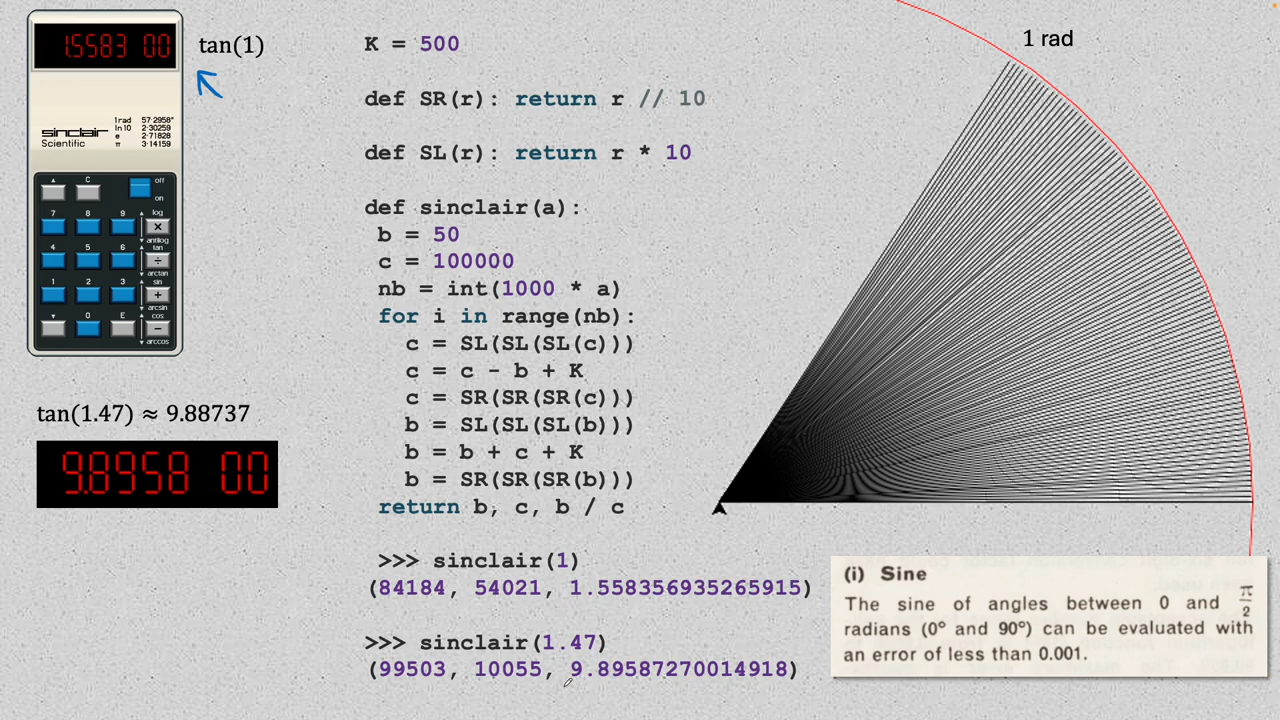 1.5583 00
tan(1)
sinclair
Scientific
1rad 57·2958°
ln10 2·30259
e 2·71828
π 3·14159
▲ C off
on
7 8 9 log
×
antilog
4 5 6 tan
÷
arctan
1 2 3 sin
+
arcsin
▼ 0 E cos
−
arccos
tan(1.47) ≈ 9.88737
9.8958 00
K = 500
def SR(r): return r // 10
def SL(r): return r * 10
def sinclair(a):
b = 50
c = 100000
nb = int(1000 * a)
for i in range(nb):
c = SL(SL(SL(c)))
c = c - b + K
c = SR(SR(SR(c)))
b = SL(SL(SL(b)))
b = b + c + K
b = SR(SR(SR(b)))
return b, c, b / c
>>> sinclair(1)
(84184, 54021, 1.558356935265915)
>>> sinclair(1.47)
(99503, 10055, 9.89587270014918)
1 rad
(i) Sine
The sine of angles between 0 and π/2
radians (0° and 90°) can be evaluated with
an error of less than 0.001.